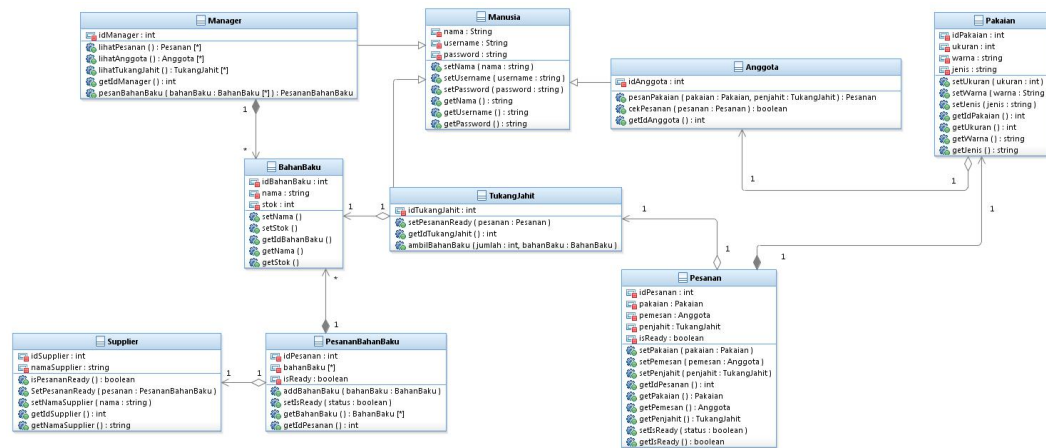 Manager
idManager : int
lihatPesanan ( ) : Pesanan [*]
lihatAnggota ( ) : Anggota [*]
lihatTukangJahit ( ) : TukangJahit [*]
getIdManager ( ) : int
pesanBahanBaku ( bahanBaku : BahanBaku [*] ) : PesananBahanBaku
Manusia
nama : String
username : String
password : string
setNama ( nama : string )
setUsername ( username : string )
setPassword ( password : string )
getNama ( ) : string
getUsername ( ) : string
getPassword ( ) : string
Anggota
idAnggota : int
pesanPakaian ( pakaian : Pakaian, penjahit : TukangJahit ) : Pesanan
cekPesanan ( pesanan : Pesanan ) : boolean
getIdAnggota ( ) : int
Pakaian
idPakaian : int
ukuran : int
warna : string
jenis : string
setUkuran ( ukuran : int )
setWarna ( warna : String
setJenis ( jenis : string )
getIdPakaian ( ) : int
getUkuran ( ) : int
getWarna ( ) : string
getJenis ( ) : string
1
*
1
1
BahanBaku
idBahanBaku : int
nama : string
stok : int
setNama ( )
setStok ( )
getIdBahanBaku ( )
getNama ( )
getStok ( )
1
1
TukangJahit
idTukangJahit : int
setPesananReady ( pesanan : Pesanan )
getIdTukangJahit ( ) : int
ambilBahanBaku ( jumlah : int, bahanBaku : BahanBaku )
1
1
1
1
Pesanan
idPesanan : int
pakaian : Pakaian
pemesan : Anggota
penjahit : TukangJahit
isReady : boolean
setPakaian ( pakaian : Pakaian )
setPemesan ( pemesan : Anggota )
setPenjahit ( penjahit : TukangJahit )
getIdPesanan ( ) : int
getPakaian ( ) : Pakaian
getPemesan ( ) : Anggota
getPenjahit ( ) : TukangJahit
setIsReady ( status : boolean )
getIsReady ( ) : boolean
*
1
Supplier
idSupplier : int
namaSupplier : string
isPesananReady ( ) : boolean
SetPesananReady ( pesanan : PesananBahanBaku )
setNamaSupplier ( nama : string )
getIdSupplier ( ) : int
getNamaSupplier ( ) : string
1
1
PesananBahanBaku
idPesanan : int
bahanBaku [*]
isReady : boolean
addBahanBaku ( bahanBaku : BahanBaku )
setIsReady ( status : boolean )
getBahanBaku ( ) : BahanBaku [*]
getIdPesanan ( ) : int